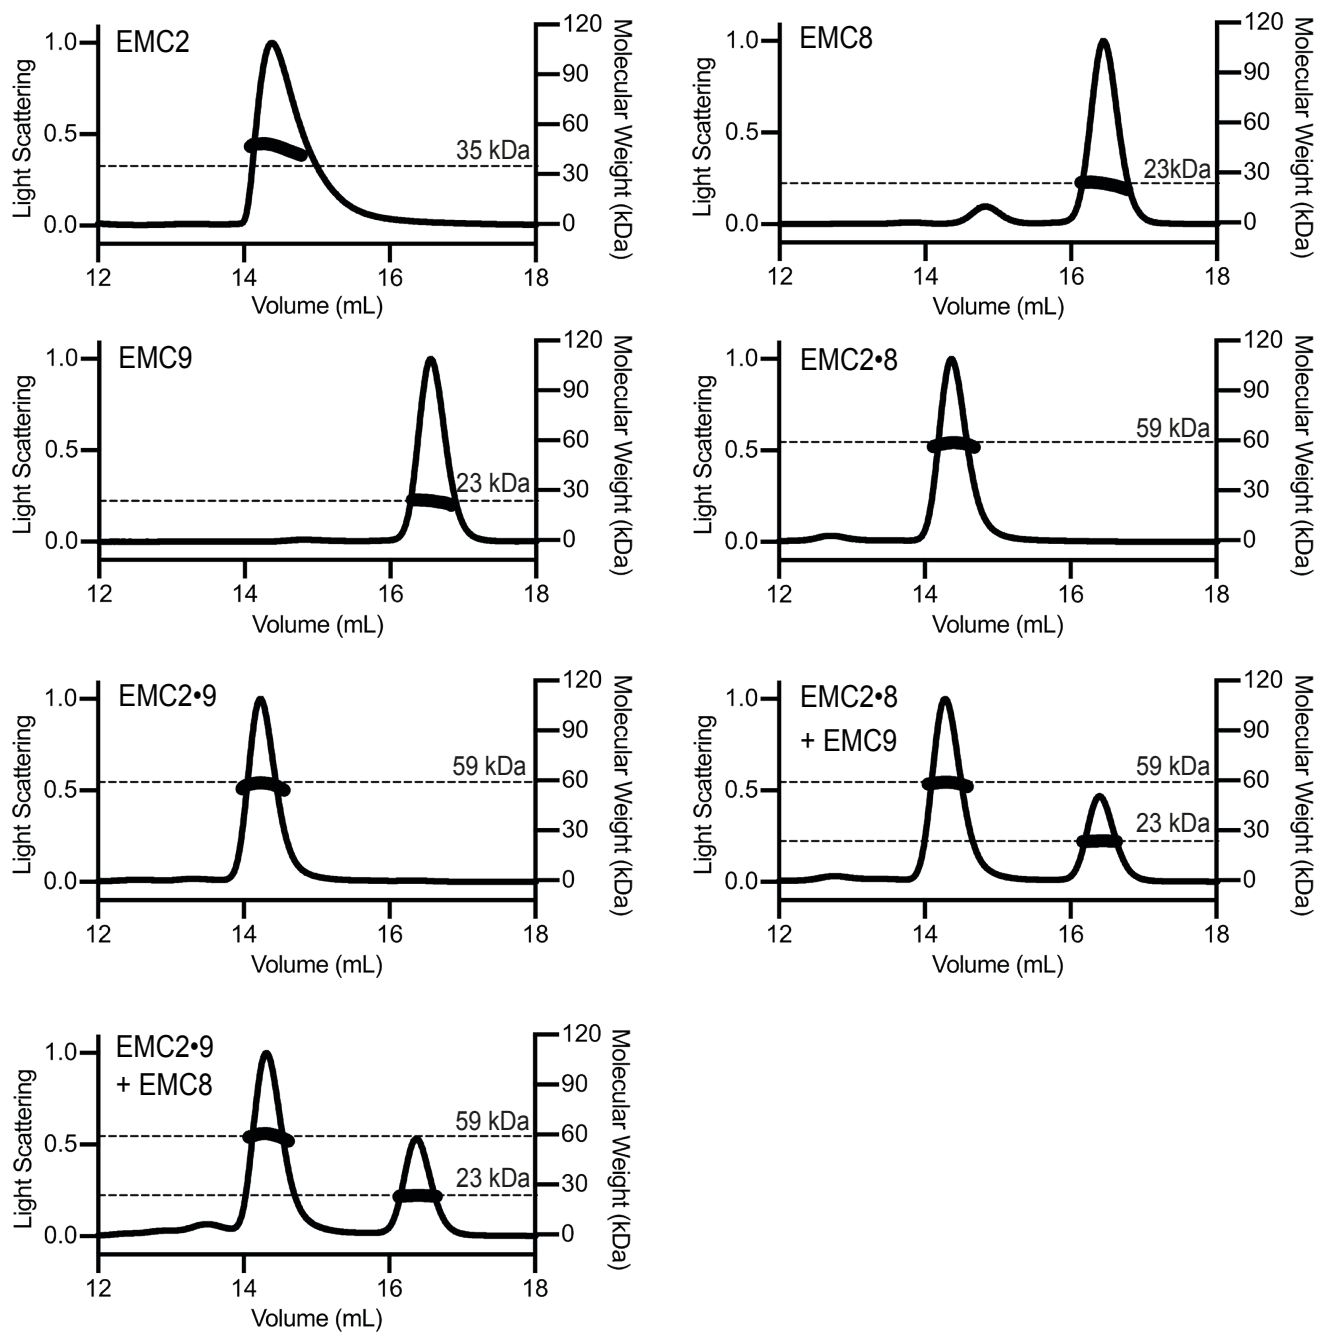 EMC2
Light Scattering
1.0
0.5
0.0
120
90
60
30
0
Molecular Weight (kDa)
35 kDa
12
14
16
18
Volume (mL)
EMC8
Light Scattering
1.0
0.5
0.0
120
90
60
30
0
Molecular Weight (kDa)
23kDa
12
14
16
18
Volume (mL)
EMC9
Light Scattering
1.0
0.5
0.0
120
90
60
30
0
Molecular Weight (kDa)
23 kDa
12
14
16
18
Volume (mL)
EMC2•8
Light Scattering
1.0
0.5
0.0
120
90
60
30
0
Molecular Weight (kDa)
59 kDa
12
14
16
18
Volume (mL)
EMC2•9
Light Scattering
1.0
0.5
0.0
120
90
60
30
0
Molecular Weight (kDa)
59 kDa
12
14
16
18
Volume (mL)
EMC2•8
+ EMC9
Light Scattering
1.0
0.5
0.0
120
90
60
30
0
Molecular Weight (kDa)
59 kDa
23 kDa
12
14
16
18
Volume (mL)
EMC2•9
+ EMC8
Light Scattering
1.0
0.5
0.0
120
90
60
30
0
Molecular Weight (kDa)
59 kDa
23 kDa
12
14
16
18
Volume (mL)